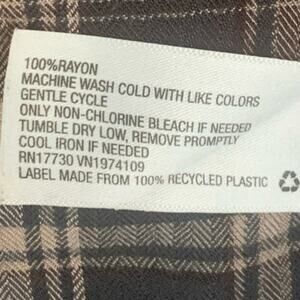 100%RAYON
MACHINE WASH COLD WITH LIKE COLORS
GENTLE CYCLE
ONLY NON-CHLORINE BLEACH IF NEEDED
TUMBLE DRY LOW, REMOVE PROMPTLY
COOL IRON IF NEEDED
RN17730 VN1974109
LABEL MADE FROM 100% RECYCLED PLASTIC